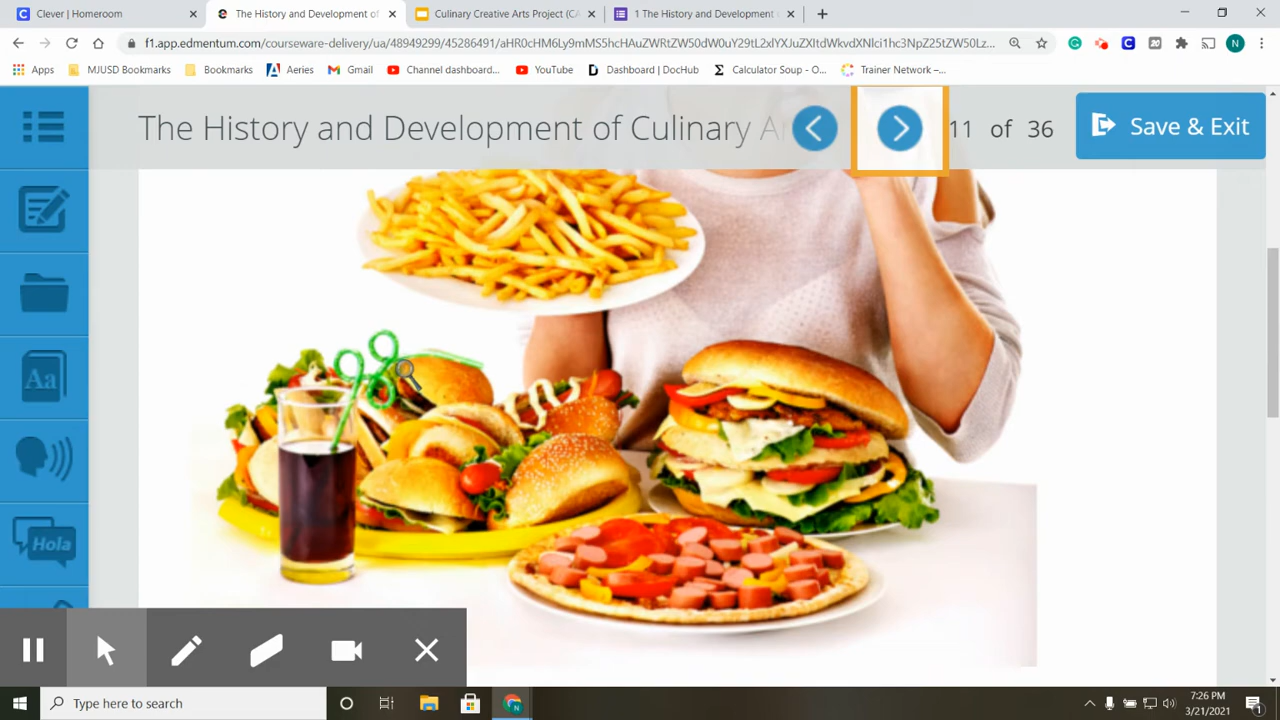 Clever | Homeroom
The History and Development of
Culinary Creative Arts Project (CA
1 The History and Development
f1.app.edmentum.com/courseware-delivery/ua/48949909/45286491/
Apps
MJUSD Bookmarks
Bookmarks
Aeries
Gmail
Channel dashboard...
YouTube
Dashboard | DocHub
Calculator Soup - O...
Trainer Network –...
The History and Development of Culinary A
11 of 36
Save & Exit
Aa
Hola
Type here to search
7:26 PM
3/21/2021